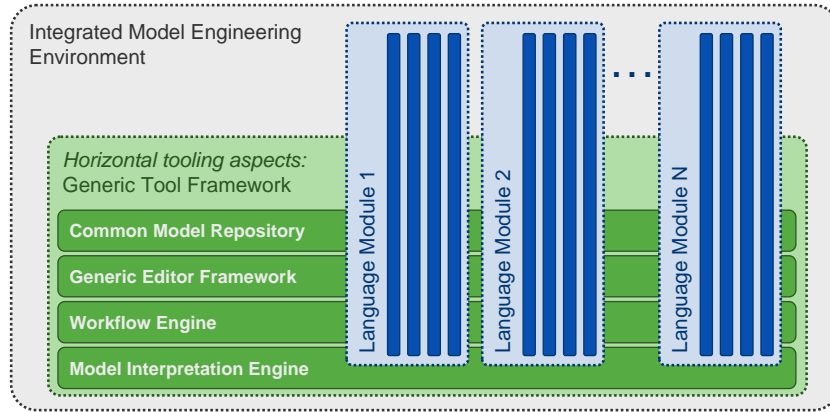 Integrated Model Engineering
Environment
Horizontal tooling aspects:
Generic Tool Framework
Common Model Repository
Generic Editor Framework
Workflow Engine
Model Interpretation Engine
Language Module 1
Language Module 2
...
Language Module N